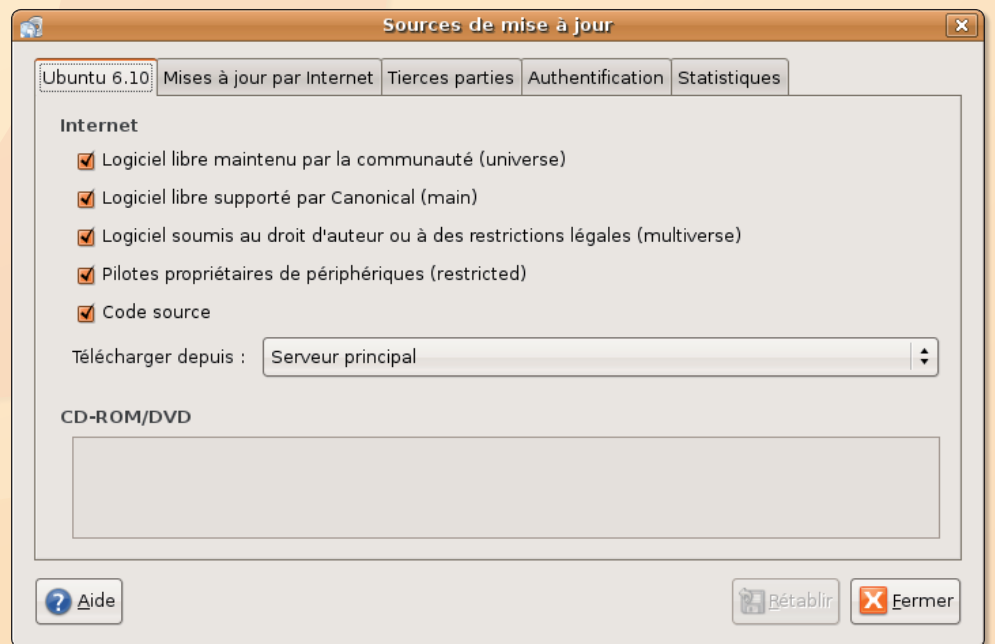 Sources de mise à jour
Ubuntu 6.10
Mises à jour par Internet
Tierces parties
Authentification
Statistiques
Internet
Logiciel libre maintenu par la communauté (universe)
Logiciel libre supporté par Canonical (main)
Logiciel soumis au droit d'auteur ou à des restrictions légales (multiverse)
Pilotes propriétaires de périphériques (restricted)
Code source
Télécharger depuis : Serveur principal
CD-ROM/DVD
Aide
Rétablir
Fermer